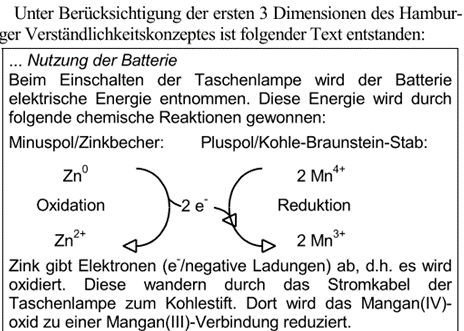 Unter Berücksichtigung der ersten 3 Dimensionen des Hambur-
ger Verständlichkeitskonzeptes ist folgender Text entstanden:
... Nutzung der Batterie
Beim Einschalten der Taschenlampe wird der Batterie
elektrische Energie entnommen. Diese Energie wird durch
folgende chemische Reaktionen gewonnen:
Minuspol/Zinkbecher: Pluspol/Kohle-Braunstein-Stab:
Zn⁰ 2 Mn⁴⁺
Oxidation 2 e⁻ Reduktion
Zn²⁺ 2 Mn³⁺
Zink gibt Elektronen (e⁻/negative Ladungen) ab, d.h. es wird
oxidiert. Diese wandern durch das Stromkabel der
Taschenlampe zum Kohlestift. Dort wird das Mangan(IV)-
oxid zu einer Mangan(III)-Verbindung reduziert.